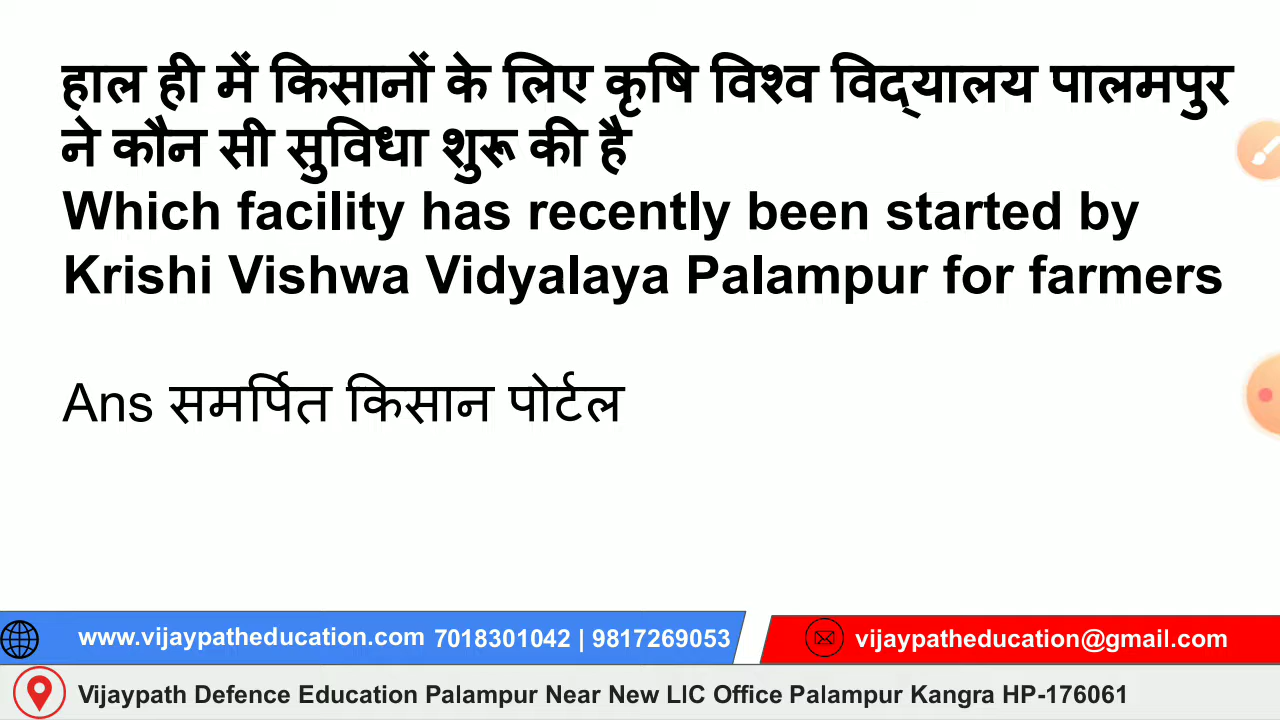 हाल ही में किसानों के लिए कृषि विश्व विद्यालय पालमपुर
ने कौन सी सुविधा शुरू की है
Which facility has recently been started by
Krishi Vishwa Vidyalaya Palampur for farmers
Ans समर्पित किसान पोर्टल
www.vijaypatheducation.com 7018301042 | 9817269053 vijaypatheducation@gmail.com
Vijaypath Defence Education Palampur Near New LIC Office Palampur Kangra HP-176061